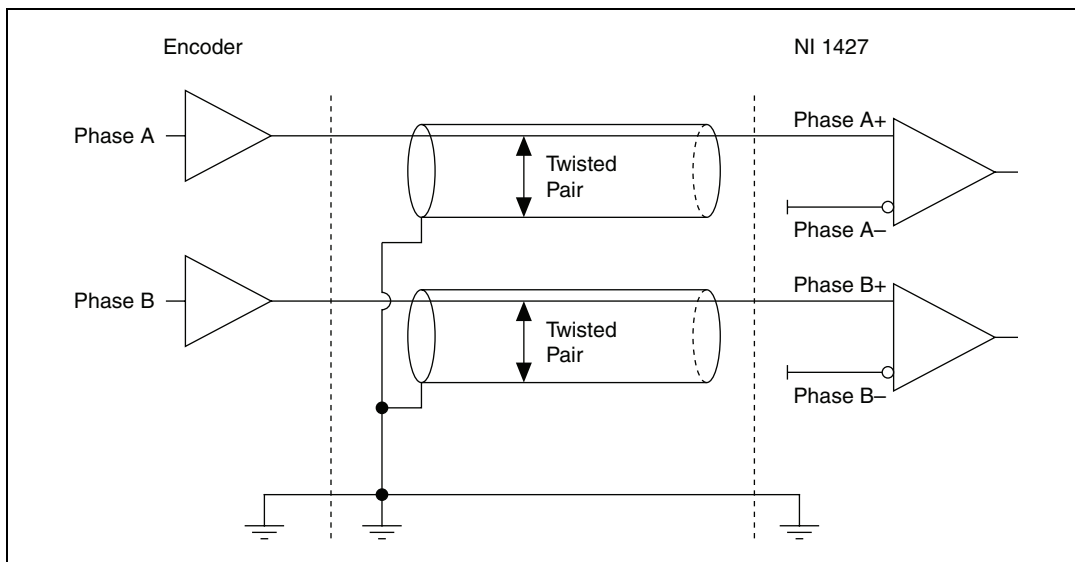 Encoder
NI 1427
Phase A
Twisted
Pair
Phase A+
Phase A–
Phase B
Twisted
Pair
Phase B+
Phase B–